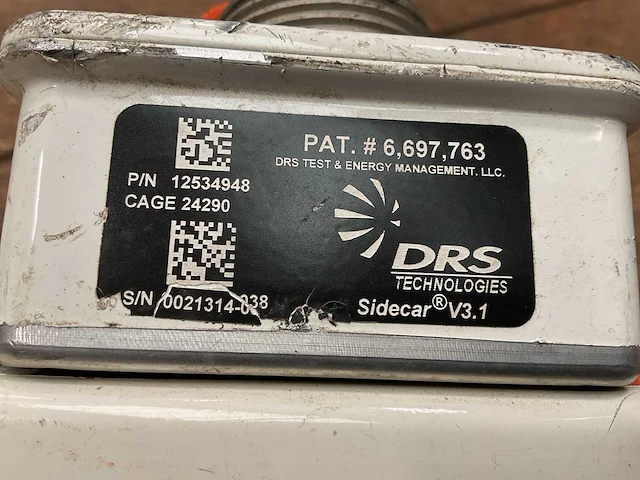 PAT. # 6,697,763
DRS TEST & ENERGY MANAGEMENT, LLC.
P/N 12534948
CAGE 24290
S/N 0021314-038
DRS
TECHNOLOGIES
Sidecar® V3.1